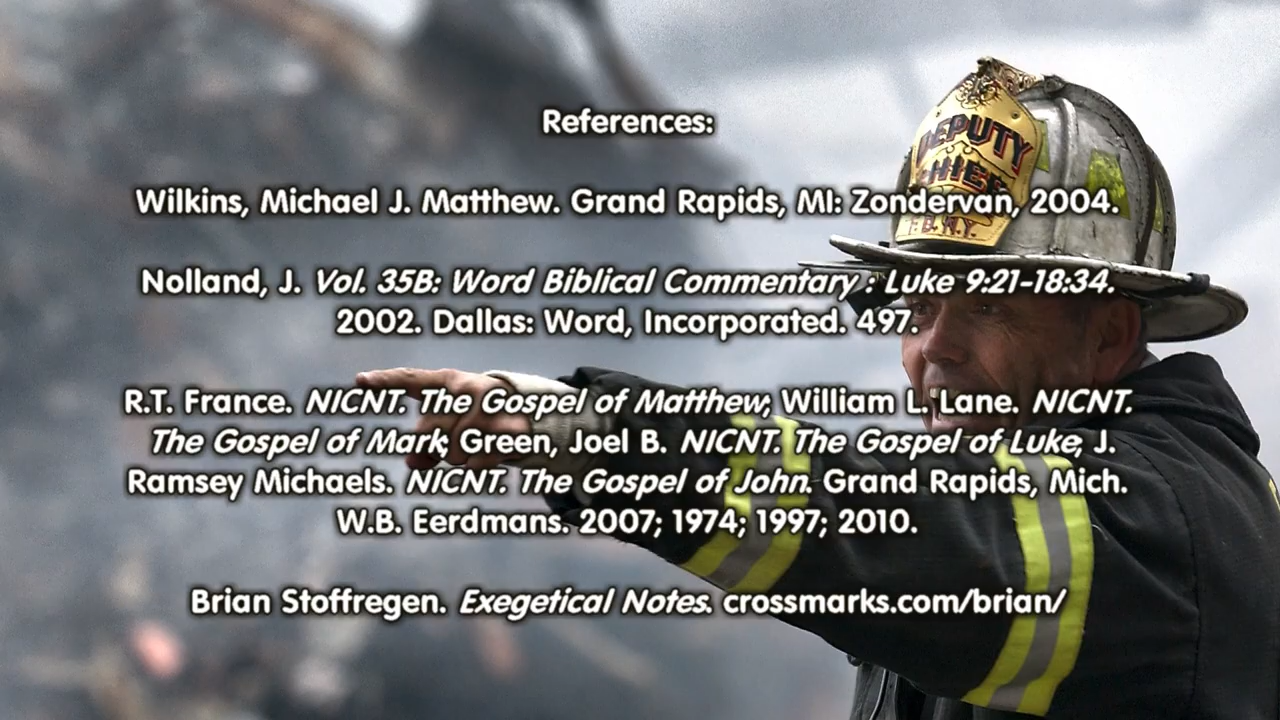 References:
Wilkins, Michael J. Matthew. Grand Rapids, MI: Zondervan, 2004.
Nolland, J. Vol. 35B: Word Biblical Commentary : Luke 9:21-18:34.
2002. Dallas: Word, Incorporated. 497.
R.T. France. NICNT. The Gospel of Matthew; William L. Lane. NICNT.
The Gospel of Mark; Green, Joel B. NICNT. The Gospel of Luke; J.
Ramsey Michaels. NICNT. The Gospel of John. Grand Rapids, Mich.
W.B. Eerdmans. 2007; 1974; 1997; 2010.
Brian Stoffregen. Exegetical Notes. crossmarks.com/brian/
DEPUTY
CHIEF
F.D.N.Y.